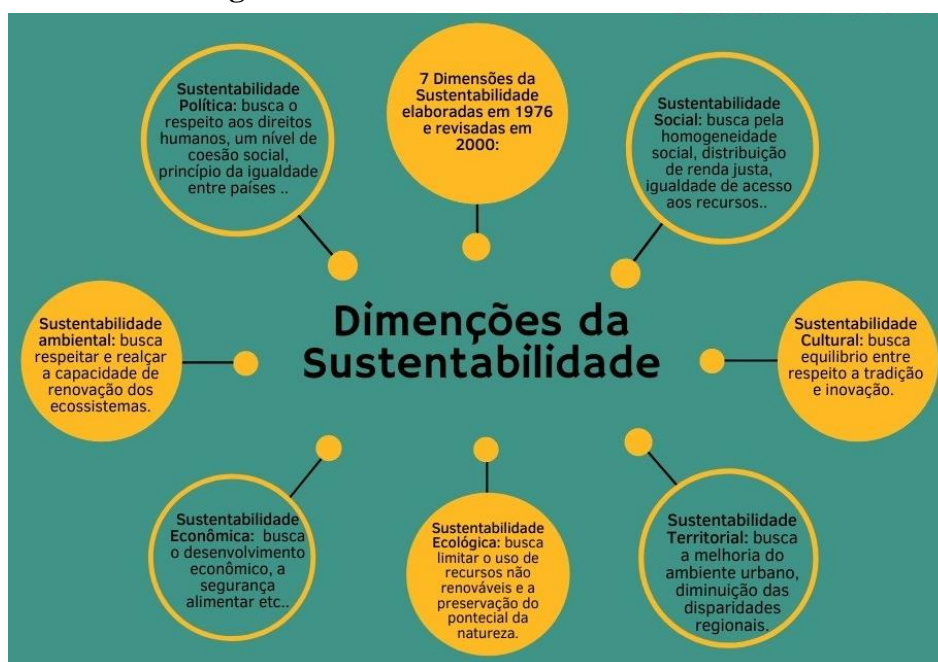 Dimenções da
Sustentabilidade
7 Dimensões da
Sustentabilidade
elaboradas em 1976
e revisadas em
2000:
Sustentabilidade
Social: busca pela
homogeneidade
social, distribuição
de renda justa,
igualdade de acesso
aos recursos..
Sustentabilidade
Cultural: busca
equilibrio entre
respeito a tradição
e inovação.
Sustentabilidade
Territorial: busca
a melhoria do
ambiente urbano,
diminuição das
disparidades
regionais.
Sustentabilidade
Ecológica: busca
limitar o uso de
recursos não
renováveis e a
preservação do
pontecial da
natureza.
Sustentabilidade
Econômica: busca
o desenvolvimento
econômico, a
segurança
alimentar etc..
Sustentabilidade
ambiental: busca
respeitar e realçar
a capacidade de
renovação dos
ecossistemas.
Sustentabilidade
Política: busca o
respeito aos direitos
humanos, um nível de
coesão social,
princípio da igualdade
entre países ..